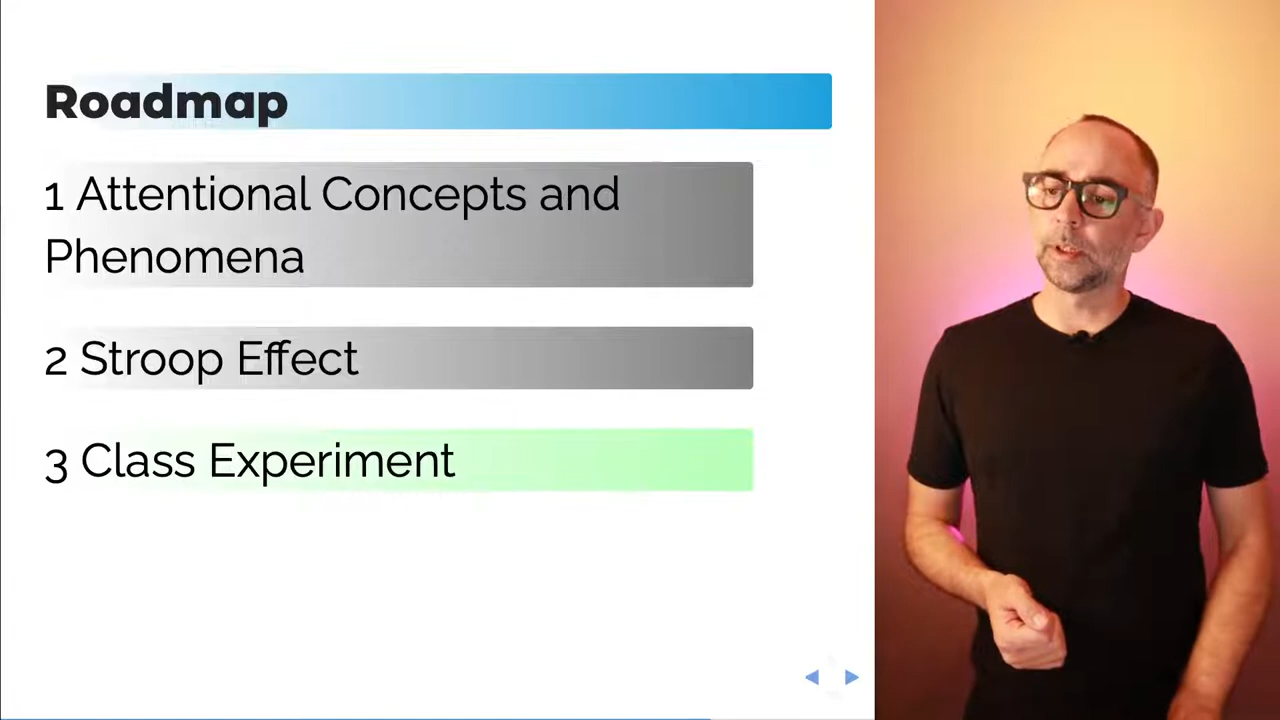 Roadmap
1 Attentional Concepts and
Phenomena
2 Stroop Effect
3 Class Experiment